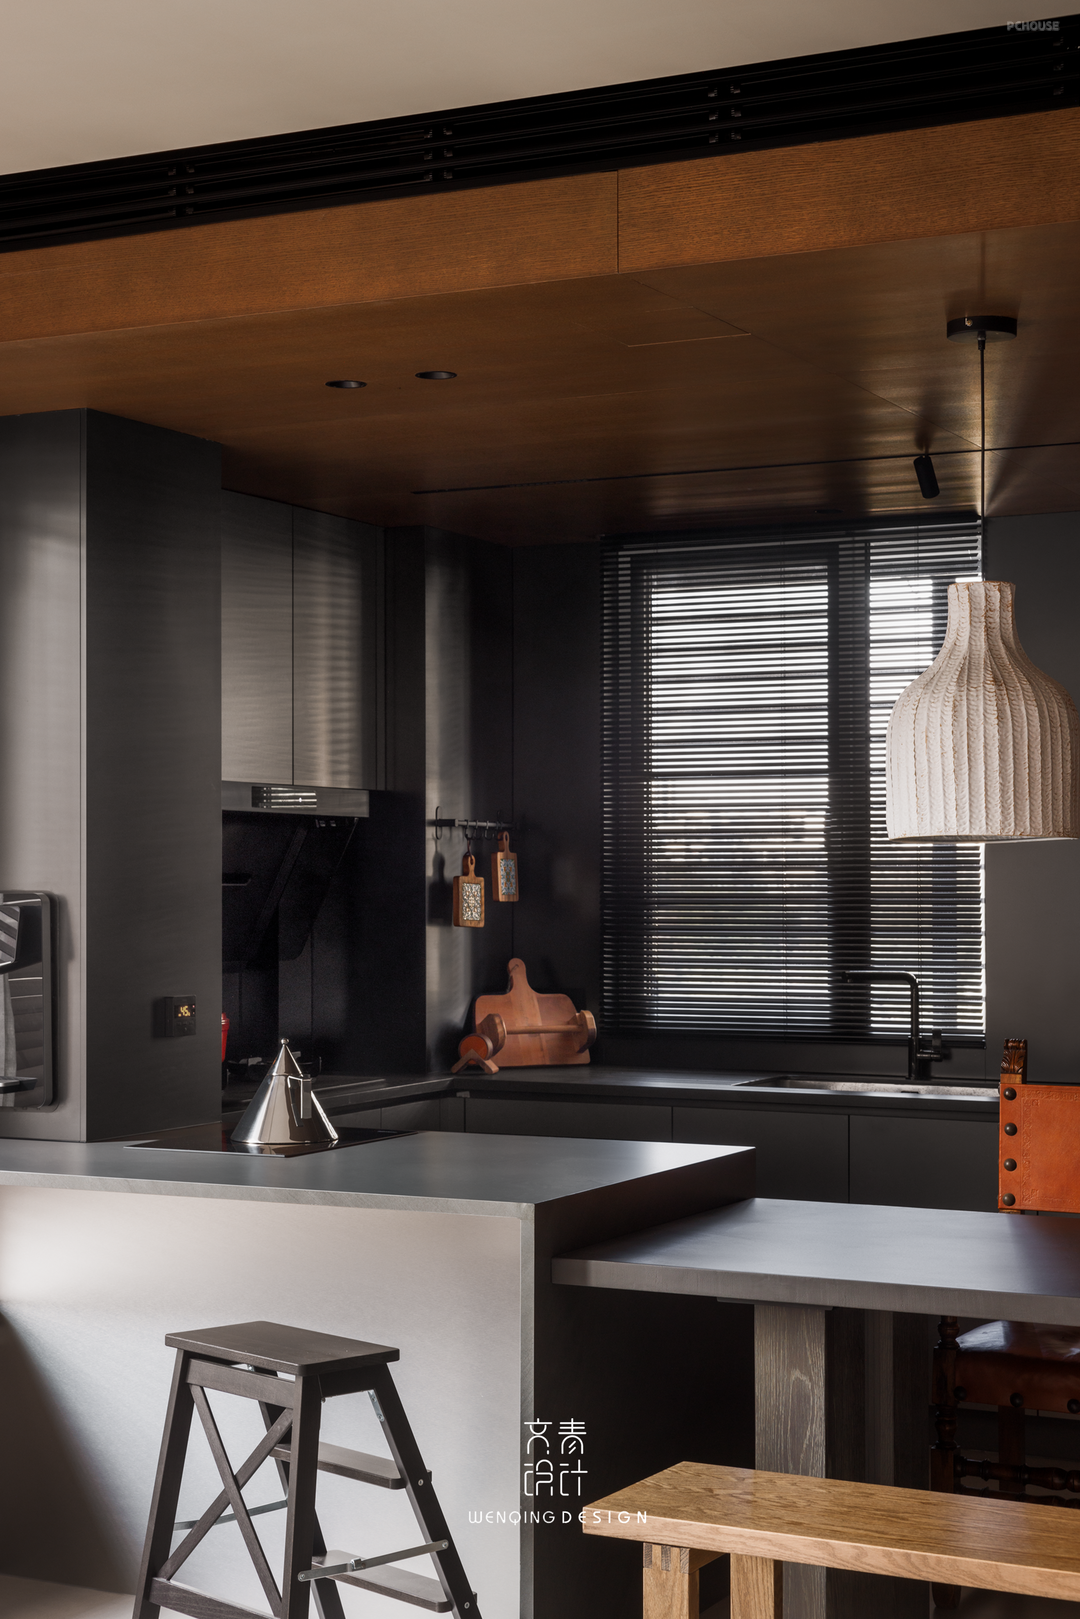 PCHOUSE
文青
设计
WENQING DESIGN